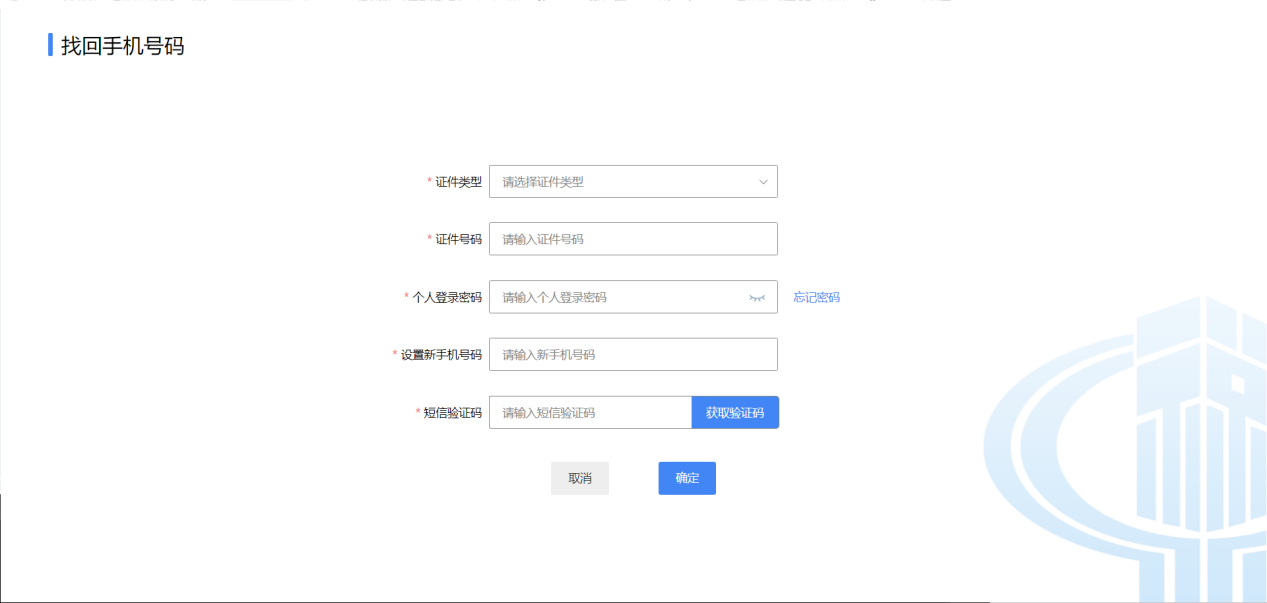 找回手机号码
* 证件类型 请选择证件类型
* 证件号码 请输入证件号码
* 个人登录密码 请输入个人登录密码 忘记密码
* 设置新手机号码 请输入新手机号码
* 短信验证码 请输入短信验证码 获取验证码
取消 确定